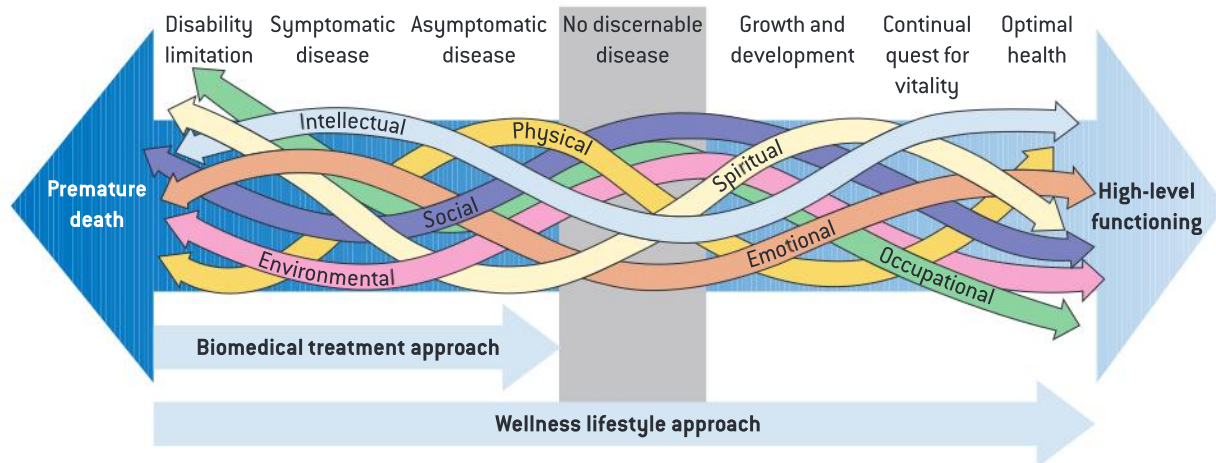 Disability
limitation
Symptomatic
disease
Asymptomatic
disease
No discernable
disease
Growth and
development
Continual
quest for
vitality
Optimal
health
Intellectual
Physical
Spiritual
Premature
death
Social
High-level
functioning
Environmental
Emotional
Occupational
Biomedical treatment approach
Wellness lifestyle approach